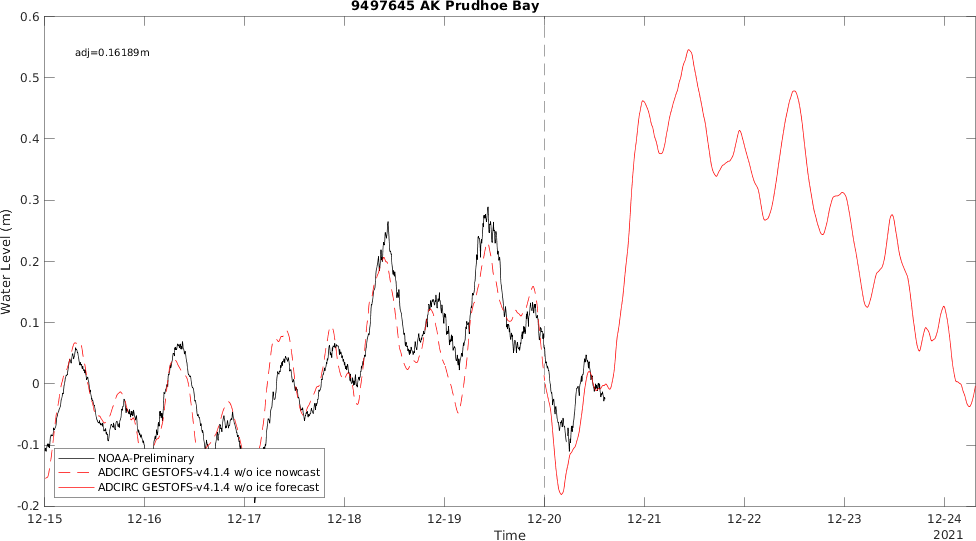 9497645 AK Prudhoe Bay
0.6
adj=0.16189m
0.5
0.4
0.3
0.2
0.1
0
-0.1
-0.2
Water Level (m)
NOAA-Preliminary
ADCIRC GESTOFS-v4.1.4 w/o ice nowcast
ADCIRC GESTOFS-v4.1.4 w/o ice forecast
12-15 12-16 12-17 12-18 12-19 12-20 12-21 12-22 12-23 12-24
Time 2021